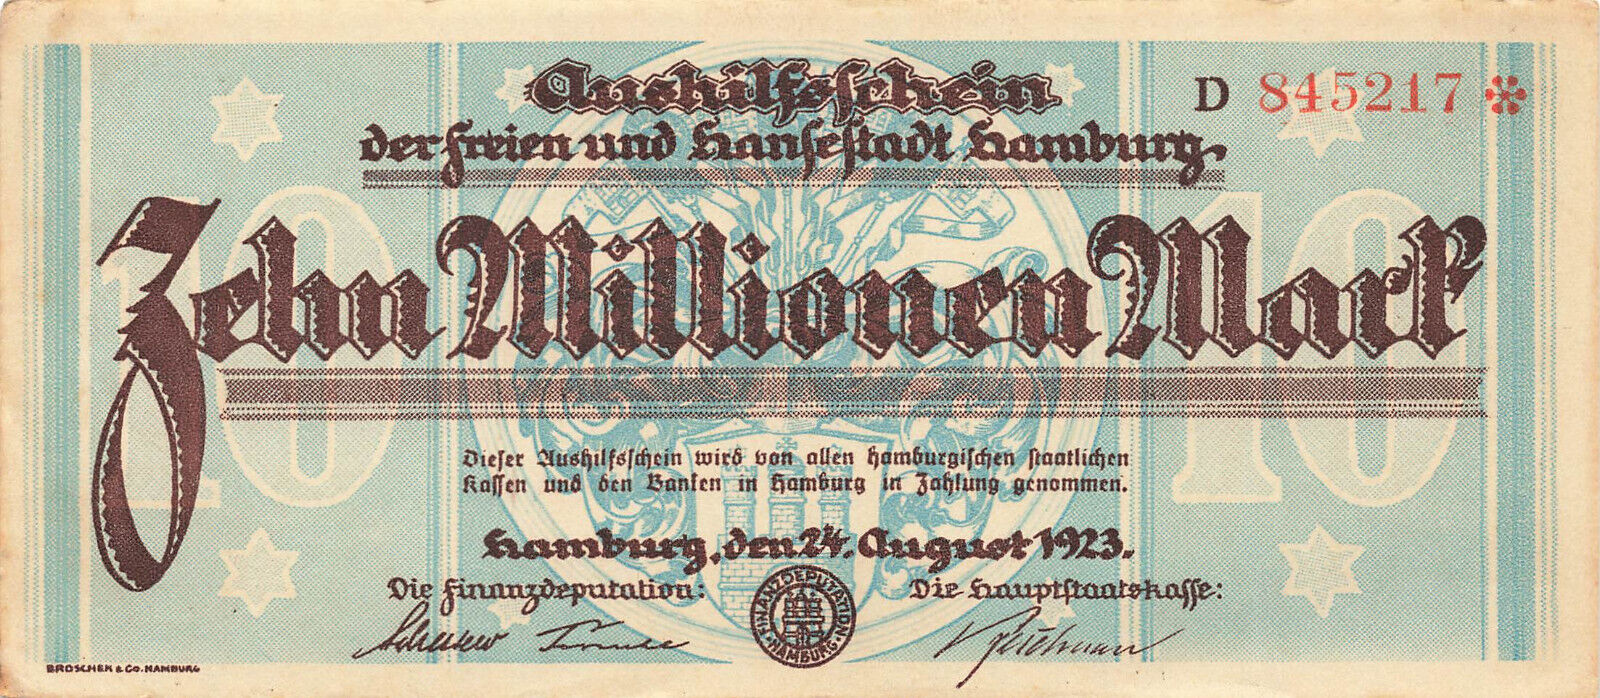 Aushilfsschein
D 845217
der Freien und Hansestadt Hamburg.
10
10
Zehn Millionen Mark
Dieser Aushilfsschein wird von allen hamburgischen staatlichen
Kassen und den Banken in Hamburg in Zahlung genommen.
Hamburg, den 24. August 1923.
Die Finanzdeputation:
Die Hauptstaatskasse:
FINANZDEPUTATION HAMBURG
BROSCHEK & CO. HAMBURG